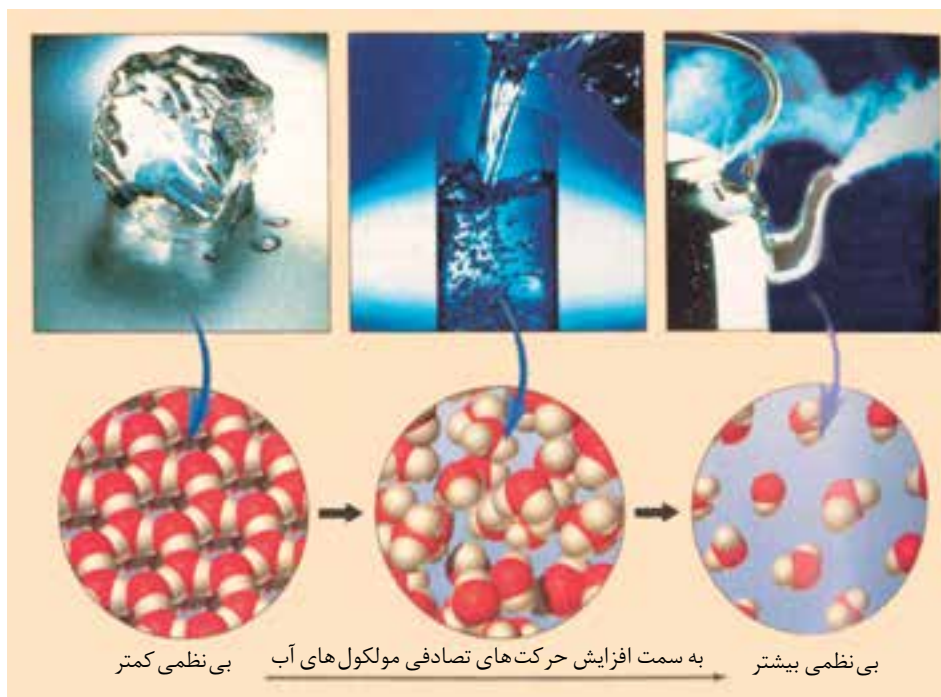 بی‌نظمی کمتر
به سمت افزایش حرکت‌های تصادفی مولکول‌های آب
بی‌نظمی بیشتر